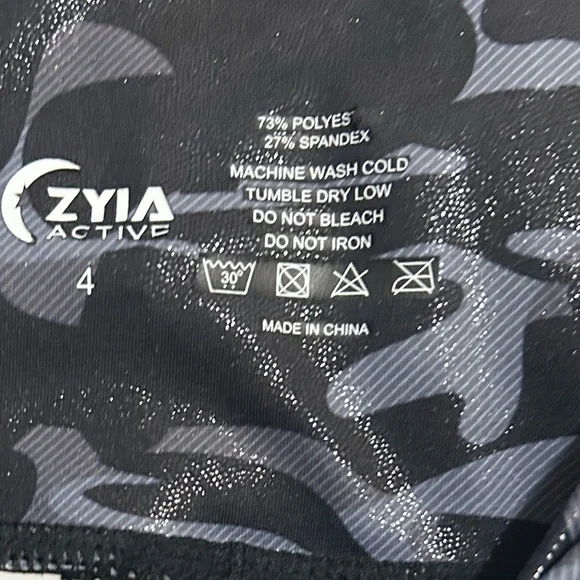 73% POLYES
27% SPANDEX
MACHINE WASH COLD
TUMBLE DRY LOW
DO NOT BLEACH
DO NOT IRON
ZYIA
ACTIVE
4
30°
MADE IN CHINA